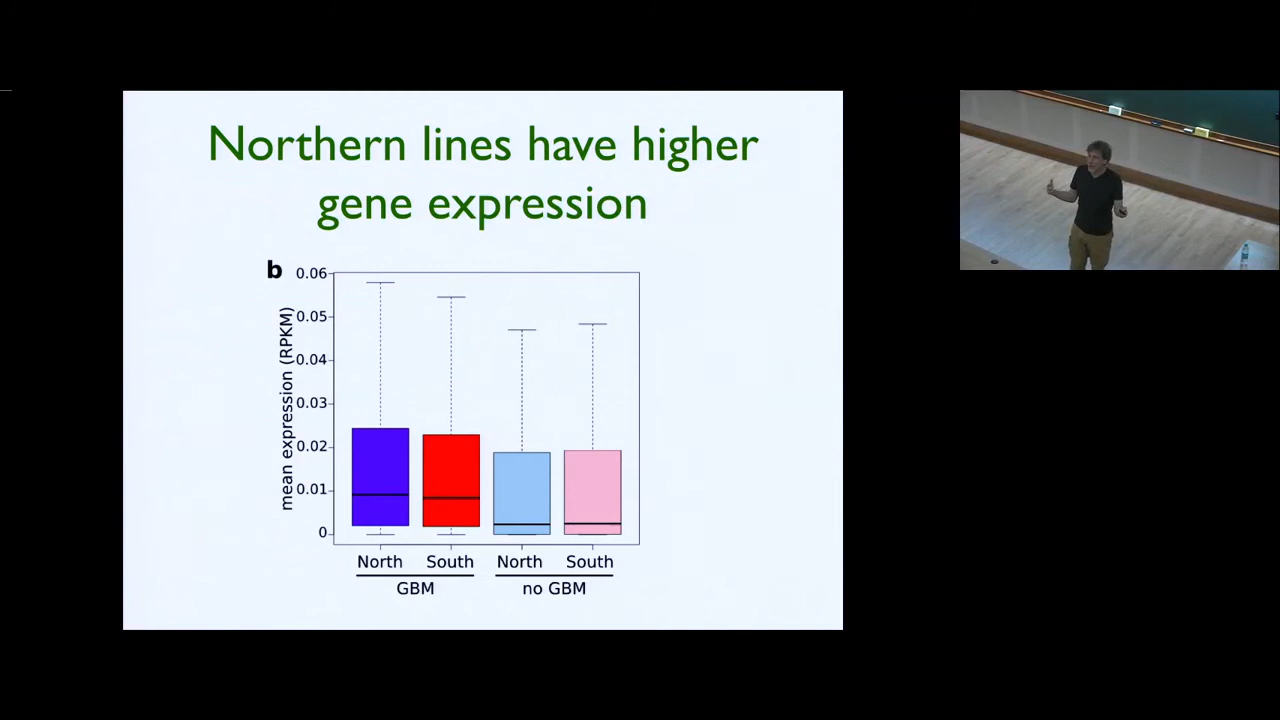 Northern lines have higher
gene expression
b
mean expression (RPKM)
0.06
0.05
0.04
0.03
0.02
0.01
0
North South North South
GBM no GBM